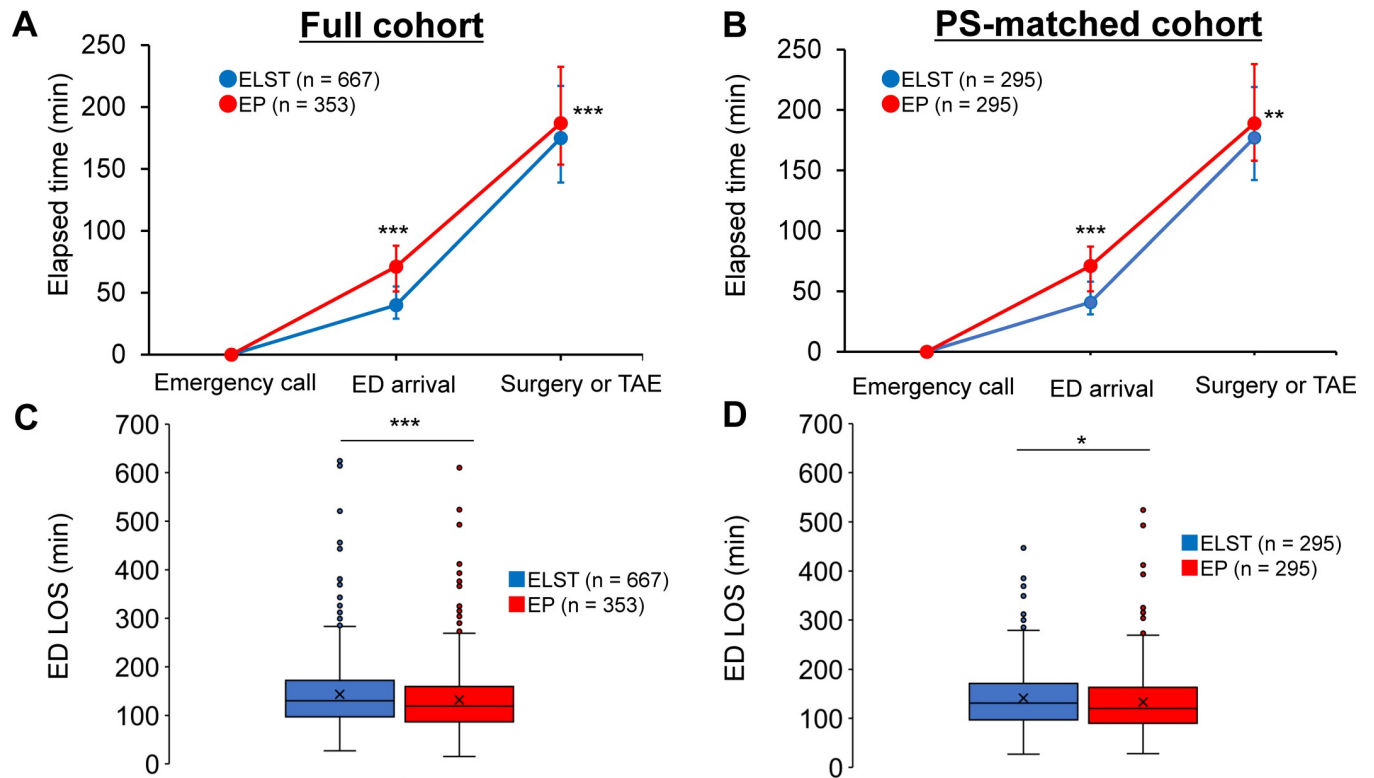 A
Full cohort
250
200
150
100
50
0
Elapsed time (min)
ELST (n = 667)
EP (n = 353)
***
***
Emergency call
ED arrival
Surgery or TAE
B
PS-matched cohort
250
200
150
100
50
0
Elapsed time (min)
ELST (n = 295)
EP (n = 295)
***
**
Emergency call
ED arrival
Surgery or TAE
C
700
600
500
400
300
200
100
0
ED LOS (min)
***
ELST (n = 667)
EP (n = 353)
D
700
600
500
400
300
200
100
0
ED LOS (min)
*
ELST (n = 295)
EP (n = 295)